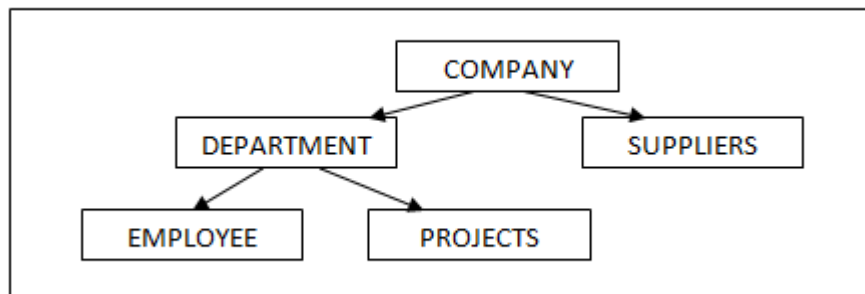 COMPANY
DEPARTMENT
SUPPLIERS
EMPLOYEE
PROJECTS